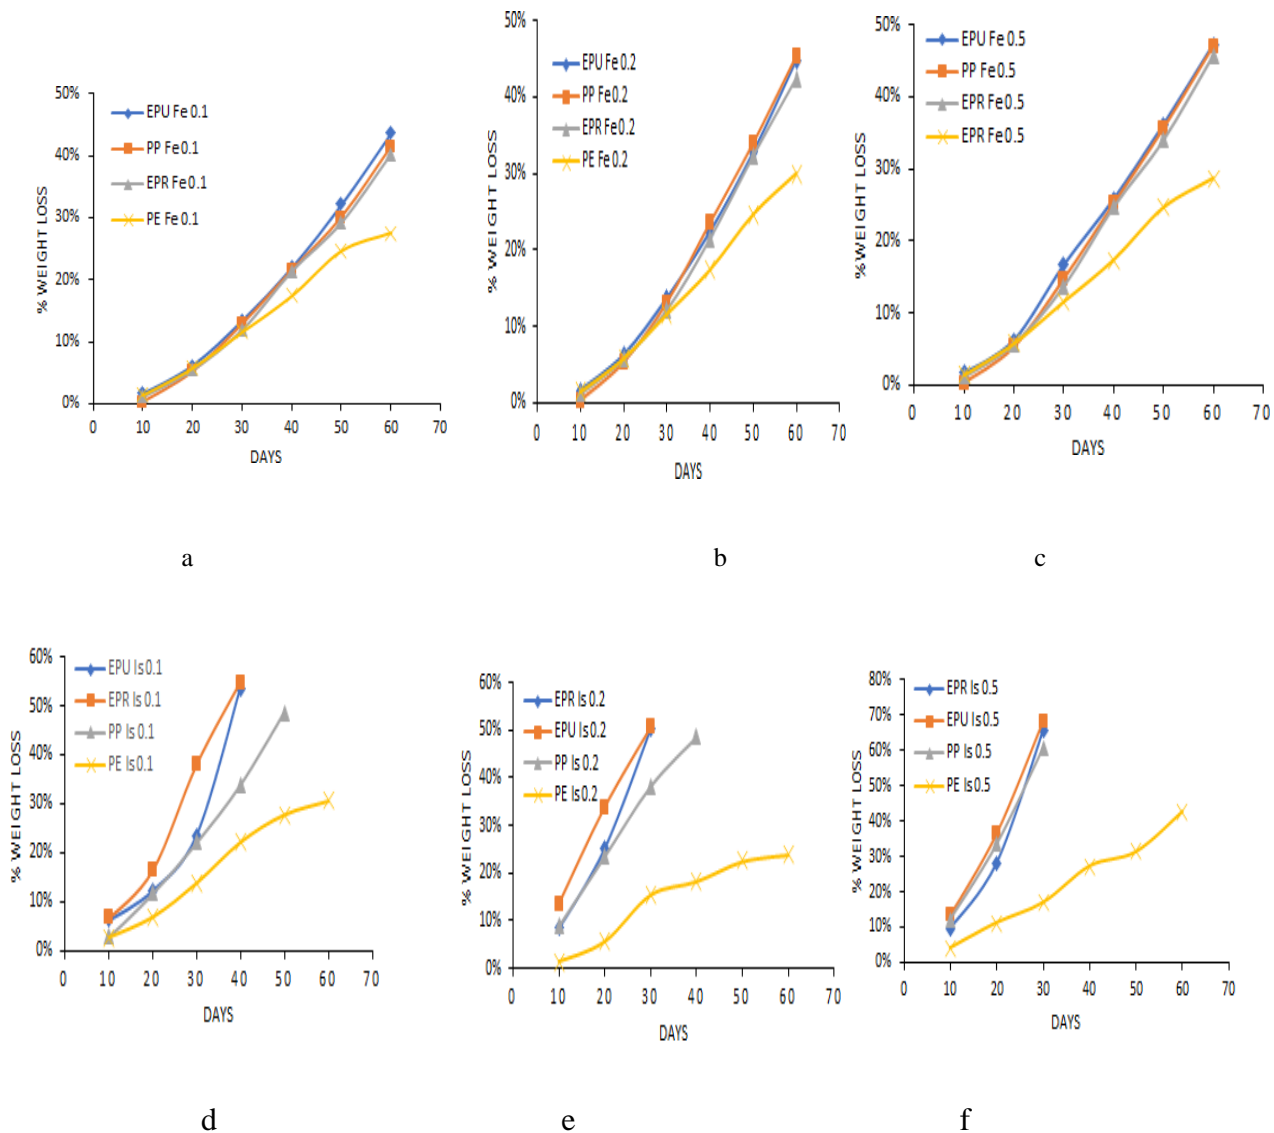 50%
40%
30%
20%
10%
0%
% WEIGHT LOSS
EPU Fe 0.1
PP Fe 0.1
EPR Fe 0.1
PE Fe 0.1
0 10 20 30 40 50 60 70
DAYS
a
50%
40%
30%
20%
10%
0%
% WEIGHT LOSS
EPU Fe 0.2
PP Fe 0.2
EPR Fe 0.2
PE Fe 0.2
0 10 20 30 40 50 60 70
DAYS
b
50%
40%
30%
20%
10%
0%
%WEIGHT LOSS
EPU Fe 0.5
PP Fe 0.5
EPR Fe 0.5
EPR Fe 0.5
0 10 20 30 40 50 60 70
DAYS
c
60%
50%
40%
30%
20%
10%
0%
% WEIGHT LOSS
EPU Is 0.1
EPR Is 0.1
PP Is 0.1
PE Is 0.1
0 10 20 30 40 50 60 70
DAYS
d
60%
50%
40%
30%
20%
10%
0%
% WEIGHT LOSS
EPR Is 0.2
EPU Is 0.2
PP Is 0.2
PE Is 0.2
0 10 20 30 40 50 60 70
DAYS
e
80%
70%
60%
50%
40%
30%
20%
10%
0%
% WEIGHT LOSS
EPR Is 0.5
EPU Is 0.5
PP Is 0.5
PE Is 0.5
0 10 20 30 40 50 60 70
DAYS
f